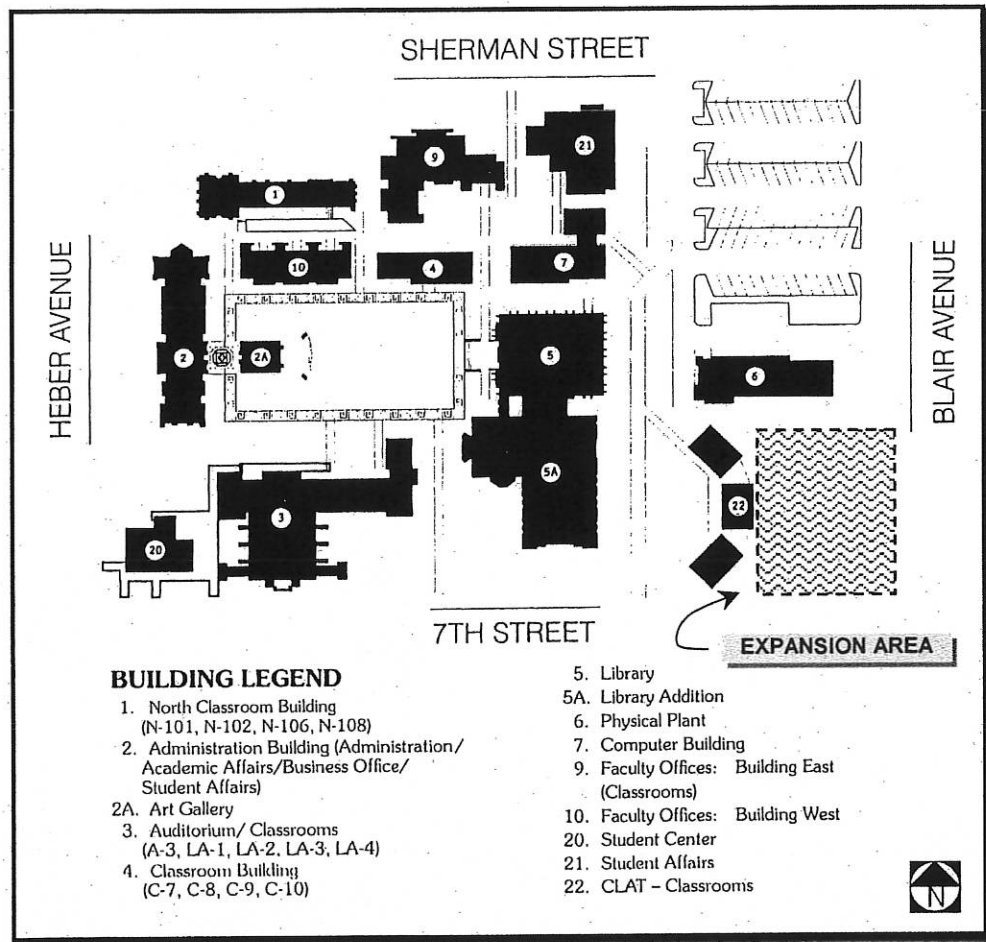 SHERMAN STREET
9
21
1
10
4
7
HEBER AVENUE
2
2A
5
6
BLAIR AVENUE
5A
22
3
20
7TH STREET
EXPANSION AREA
BUILDING LEGEND
1. North Classroom Building
(N-101, N-102, N-106, N-108)
2. Administration Building (Administration/
Academic Affairs/Business Office/
Student Affairs)
2A. Art Gallery
3. Auditorium/ Classrooms
(A-3, LA-1, LA-2, LA-3, LA-4)
4. Classroom Building
(C-7, C-8, C-9, C-10)
5. Library
5A. Library Addition
6. Physical Plant
7. Computer Building
9. Faculty Offices: Building East
(Classrooms)
10. Faculty Offices: Building West
20. Student Center
21. Student Affairs
22. CLAT – Classrooms
N